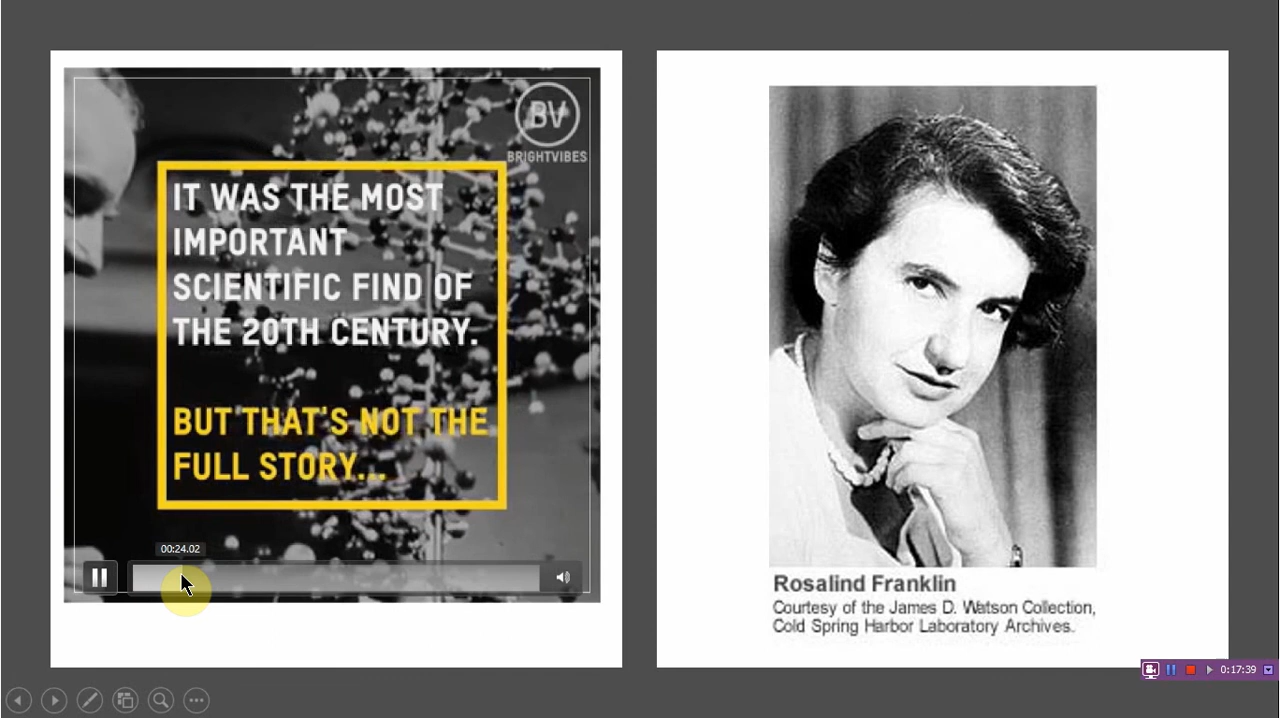 BV
BRIGHTVIBES
IT WAS THE MOST
IMPORTANT
SCIENTIFIC FIND OF
THE 20TH CENTURY.
BUT THAT'S NOT THE
FULL STORY...
00:24.02
Rosalind Franklin
Courtesy of the James D. Watson Collection,
Cold Spring Harbor Laboratory Archives.
0:17:39